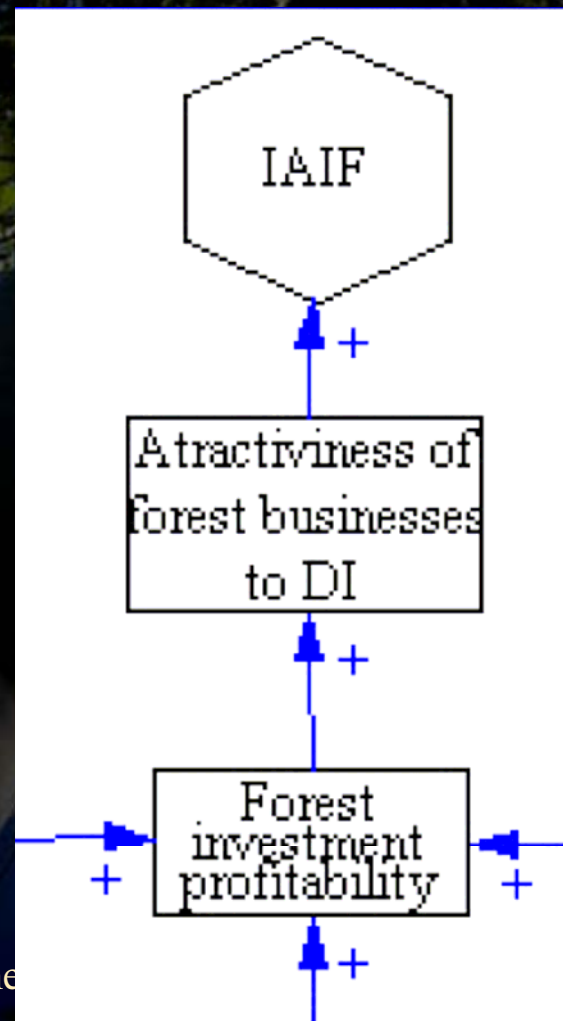 IAIF
+
Atractiviness of
forest businesses
to DI
+
Forest
investment
profitability
+
+
+